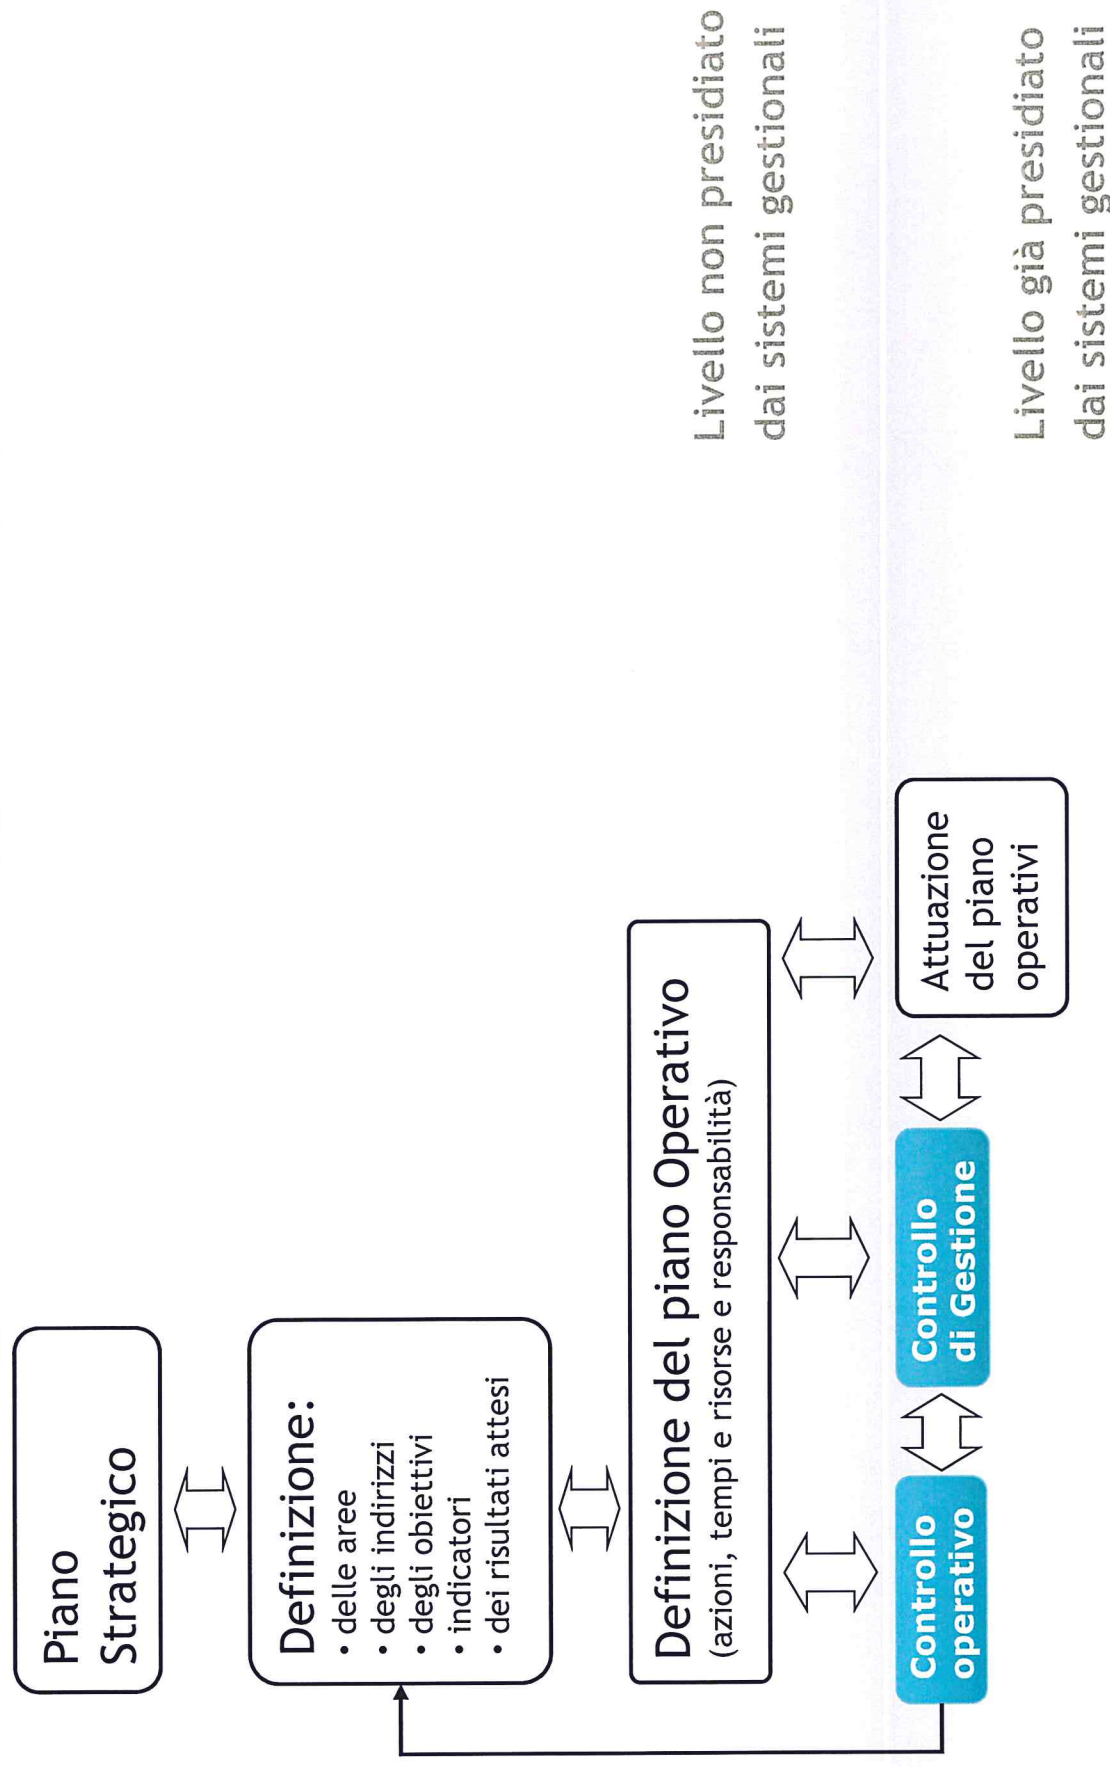 Piano
Strategico
Definizione:
• delle aree
• degli indirizzi
• degli obiettivi
• indicatori
• dei risultati attesi
Definizione del piano Operativo
(azioni, tempi e risorse e responsabilità)
Livello non presidiato
dai sistemi gestionali
Controllo
operativo
Controllo
di Gestione
Attuazione
del piano
operativi
Livello già presidiato
dai sistemi gestionali